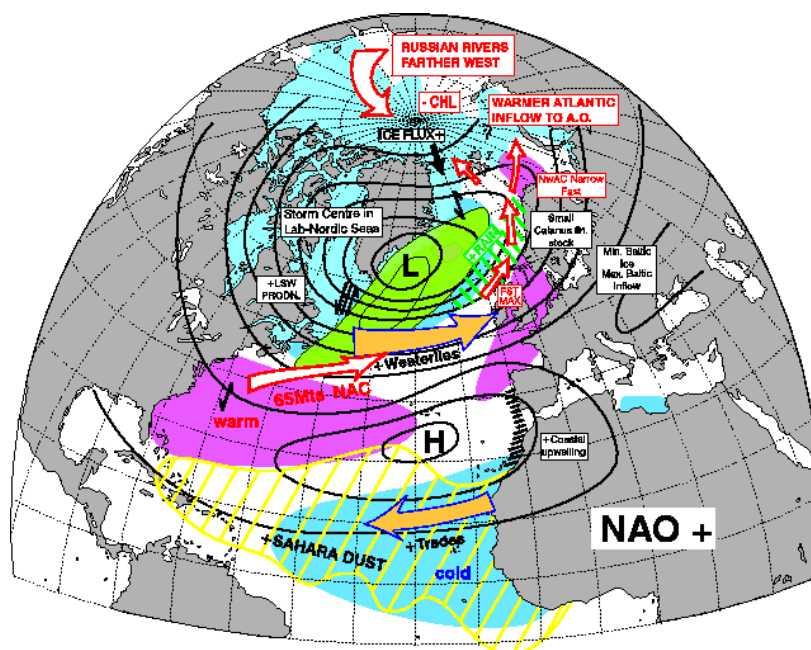 RUSSIAN RIVERS
FARTHER WEST
- CHL
WARMER ATLANTIC
INFLOW TO A.O.
ICE FLUX+
?
NwAC Narrow
Fast
Storm Centre in
Lab-Nordic Seas
Small
Calanus fil.
stock
+RAIN
Min. Baltic
Ice
Max. Baltic
Inflow
L
+LSW
PRODN.
FST
MAX
+Westerlies
65Mts NAC
warm
H
+Coastal
upwelling
NAO +
+SAHARA DUST
+Trades
cold